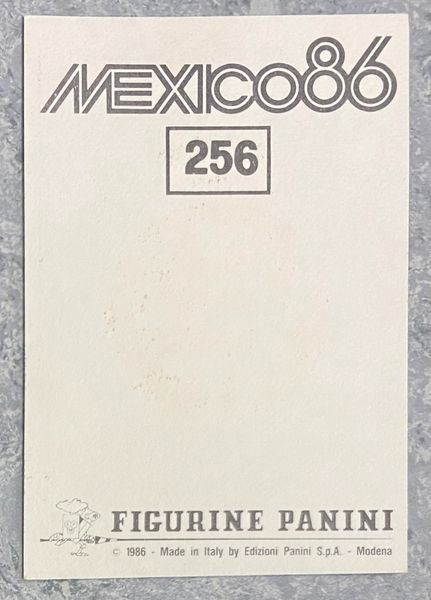 MEXICO86
256
FIGURINE PANINI
© 1986 - Made in Italy by Edizioni Panini S.p.A. - Modena